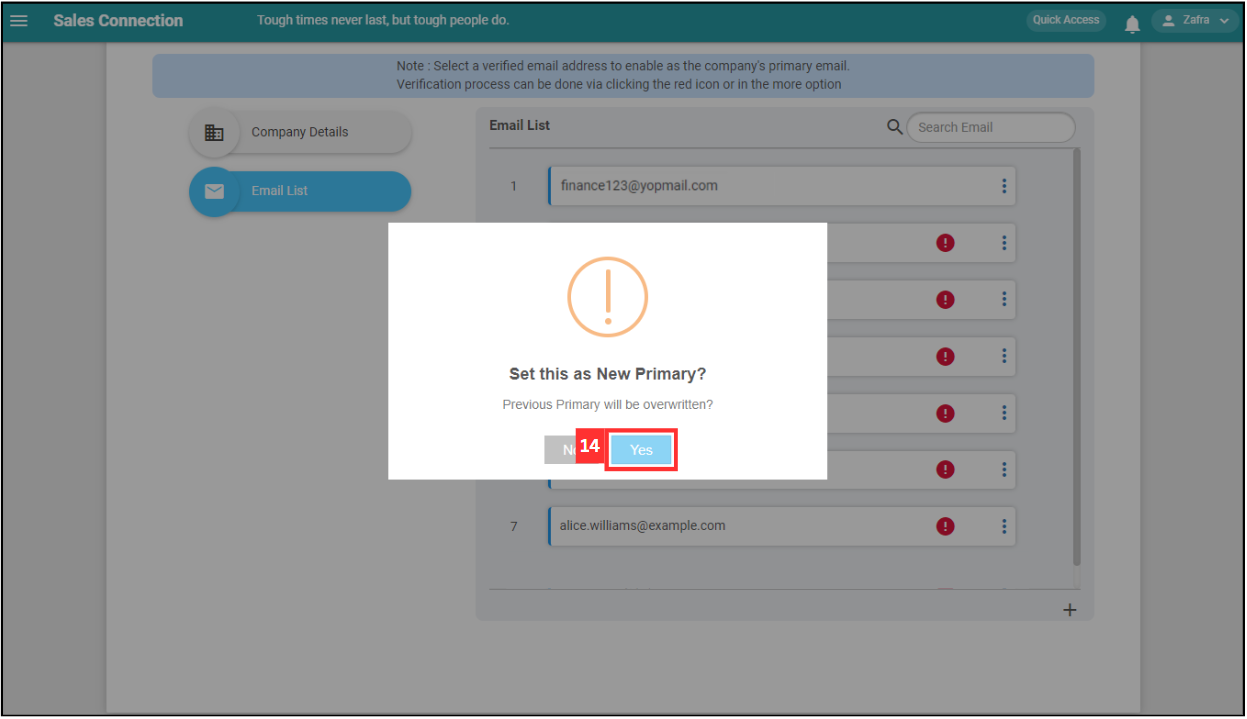 Sales Connection
Tough times never last, but tough people do.
Quick Access
Zafra
Note : Select a verified email address to enable as the company's primary email.
Verification process can be done via clicking the red icon or in the more option
Company Details
Email List
Email List
Search Email
1
finance123@yopmail.com
Set this as New Primary?
Previous Primary will be overwritten?
14
Yes
7
alice.williams@example.com